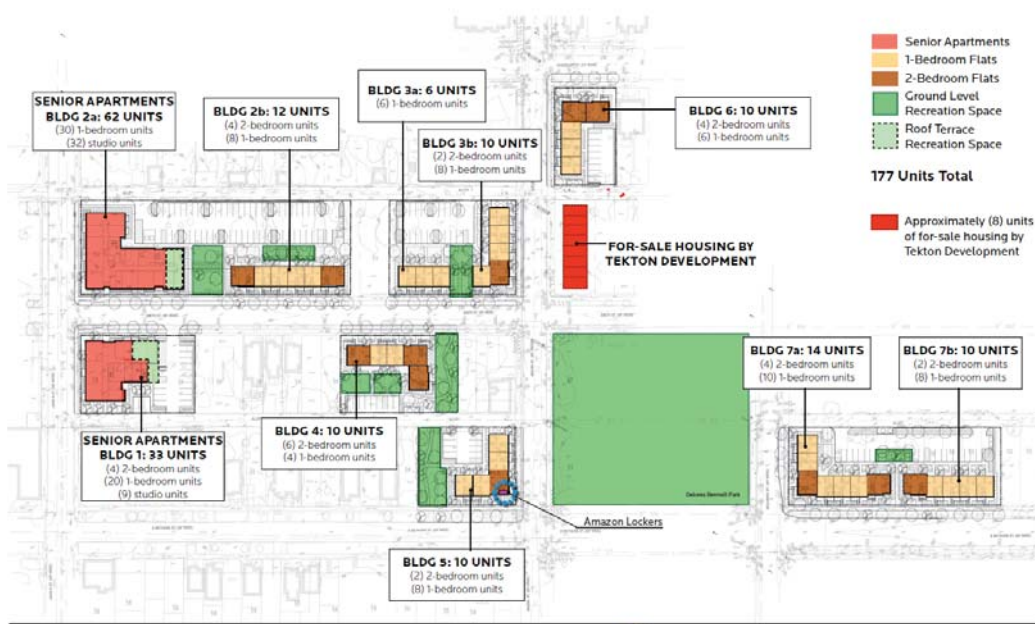 SENIOR APARTMENTS
BLDG 2a: 62 UNITS
(30) 1-bedroom units
(32) studio units
BLDG 2b: 12 UNITS
(4) 2-bedroom units
(8) 1-bedroom units
BLDG 3a: 6 UNITS
(6) 1-bedroom units
BLDG 3b: 10 UNITS
(2) 2-bedroom units
(8) 1-bedroom units
BLDG 6: 10 UNITS
(4) 2-bedroom units
(6) 1-bedroom units
Senior Apartments
1-Bedroom Flats
2-Bedroom Flats
Ground Level
Recreation Space
Roof Terrace
Recreation Space
177 Units Total
Approximately (8) units
of for-sale housing by
Tekton Development
FOR-SALE HOUSING BY
TEKTON DEVELOPMENT
SENIOR APARTMENTS
BLDG 1: 33 UNITS
(4) 2-bedroom units
(20) 1-bedroom units
(9) studio units
BLDG 4: 10 UNITS
(6) 2-bedroom units
(4) 1-bedroom units
BLDG 5: 10 UNITS
(2) 2-bedroom units
(8) 1-bedroom units
Amazon Lockers
Delores Bennett Park
BLDG 7a: 14 UNITS
(4) 2-bedroom units
(10) 1-bedroom units
BLDG 7b: 10 UNITS
(2) 2-bedroom units
(8) 1-bedroom units